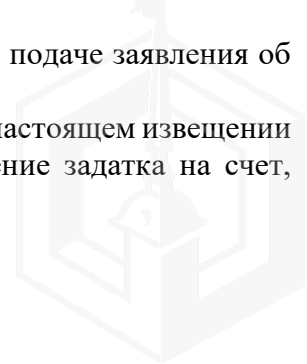 подаче заявления об
настоящем извещении
ение задатка на счет,